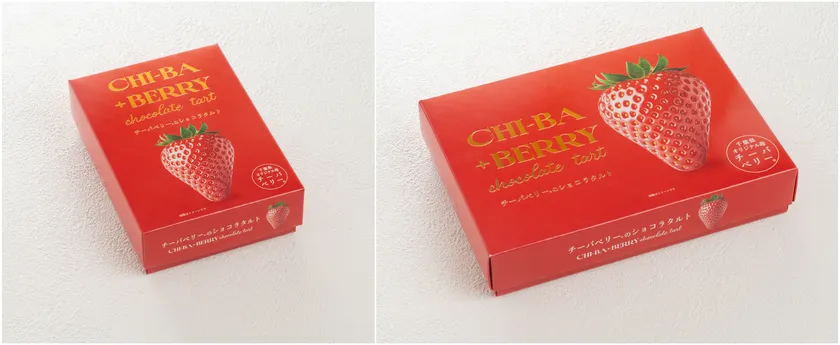 CHI-BA
+BERRY
chocolate tart
チーバベリー。のショコラタルト
千葉県
オリジナル苺
チーバ
ベリー。
チーバベリー。のショコラタルト
CHI-BA+BERRY chocolate tart
CHI-BA
+BERRY
chocolate tart
チーバベリー。のショコラタルト
千葉県
オリジナル苺
チーバ
ベリー。
チーバベリー。のショコラタルト
CHI-BA+BERRY chocolate tart